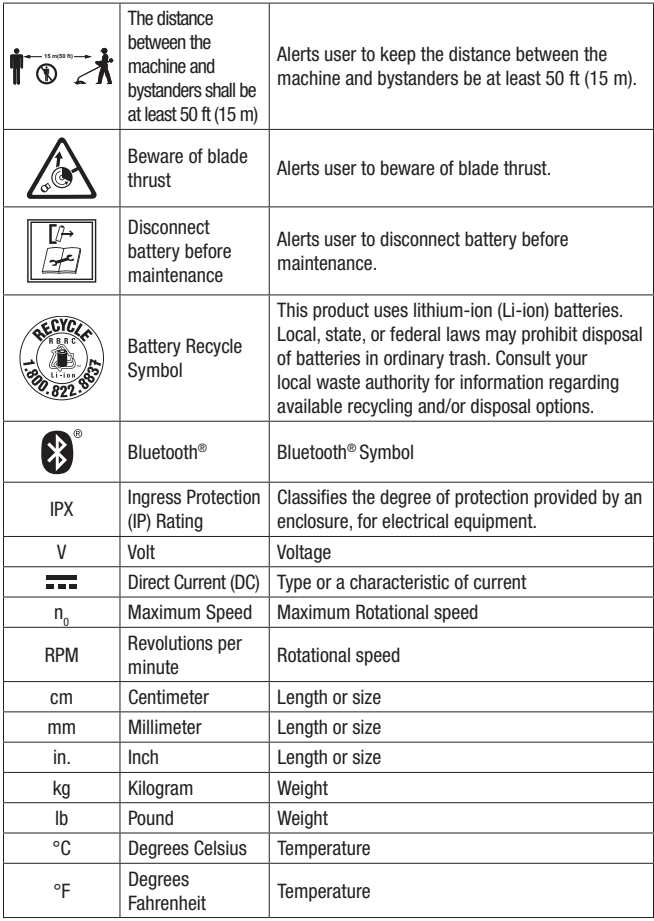 15 m(50 ft)
The distance
between the
machine and
bystanders shall be
at least 50 ft (15 m)
Alerts user to keep the distance between the
machine and bystanders be at least 50 ft (15 m).
Beware of blade
thrust
Alerts user to beware of blade thrust.
Disconnect
battery before
maintenance
Alerts user to disconnect battery before
maintenance.
RECYCLE
RBRC
Li-ion
1.800.822.8837
Battery Recycle
Symbol
This product uses lithium-ion (Li-ion) batteries.
Local, state, or federal laws may prohibit disposal
of batteries in ordinary trash. Consult your
local waste authority for information regarding
available recycling and/or disposal options.
®
Bluetooth®
Bluetooth® Symbol
IPX
Ingress Protection
(IP) Rating
Classifies the degree of protection provided by an
enclosure, for electrical equipment.
V
Volt
Voltage
Direct Current (DC)
Type or a characteristic of current
n₀
Maximum Speed
Maximum Rotational speed
RPM
Revolutions per
minute
Rotational speed
cm
Centimeter
Length or size
mm
Millimeter
Length or size
in.
Inch
Length or size
kg
Kilogram
Weight
lb
Pound
Weight
°C
Degrees Celsius
Temperature
°F
Degrees
Fahrenheit
Temperature